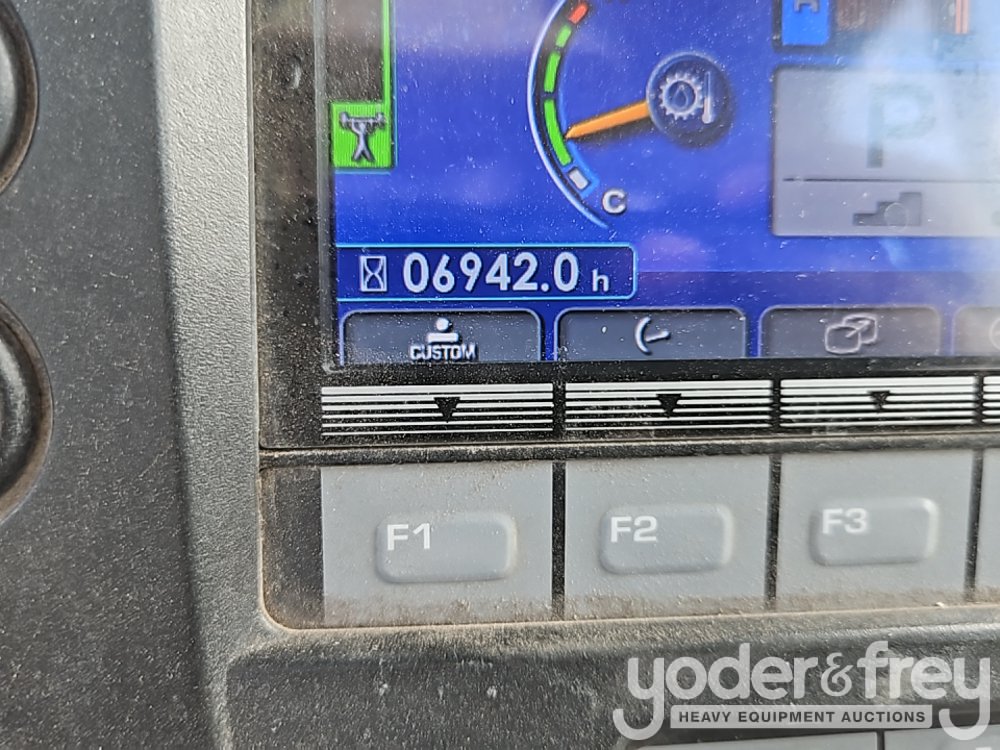 P
C
06942.0 h
CUSTOM
F1 F2 F3
yoder&frey
HEAVY EQUIPMENT AUCTIONS